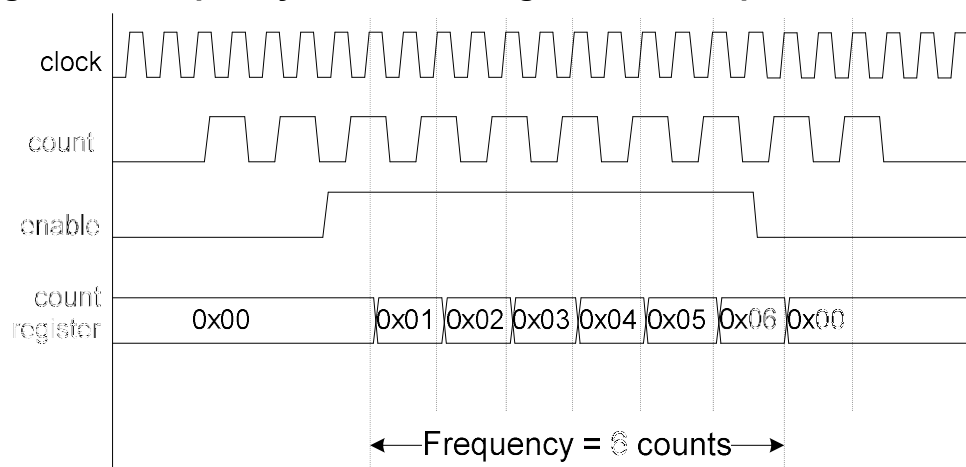 clock
count
enable
count
register
0x00
0x01
0x02
0x03
0x04
0x05
0x06
0x00
Frequency = 6 counts